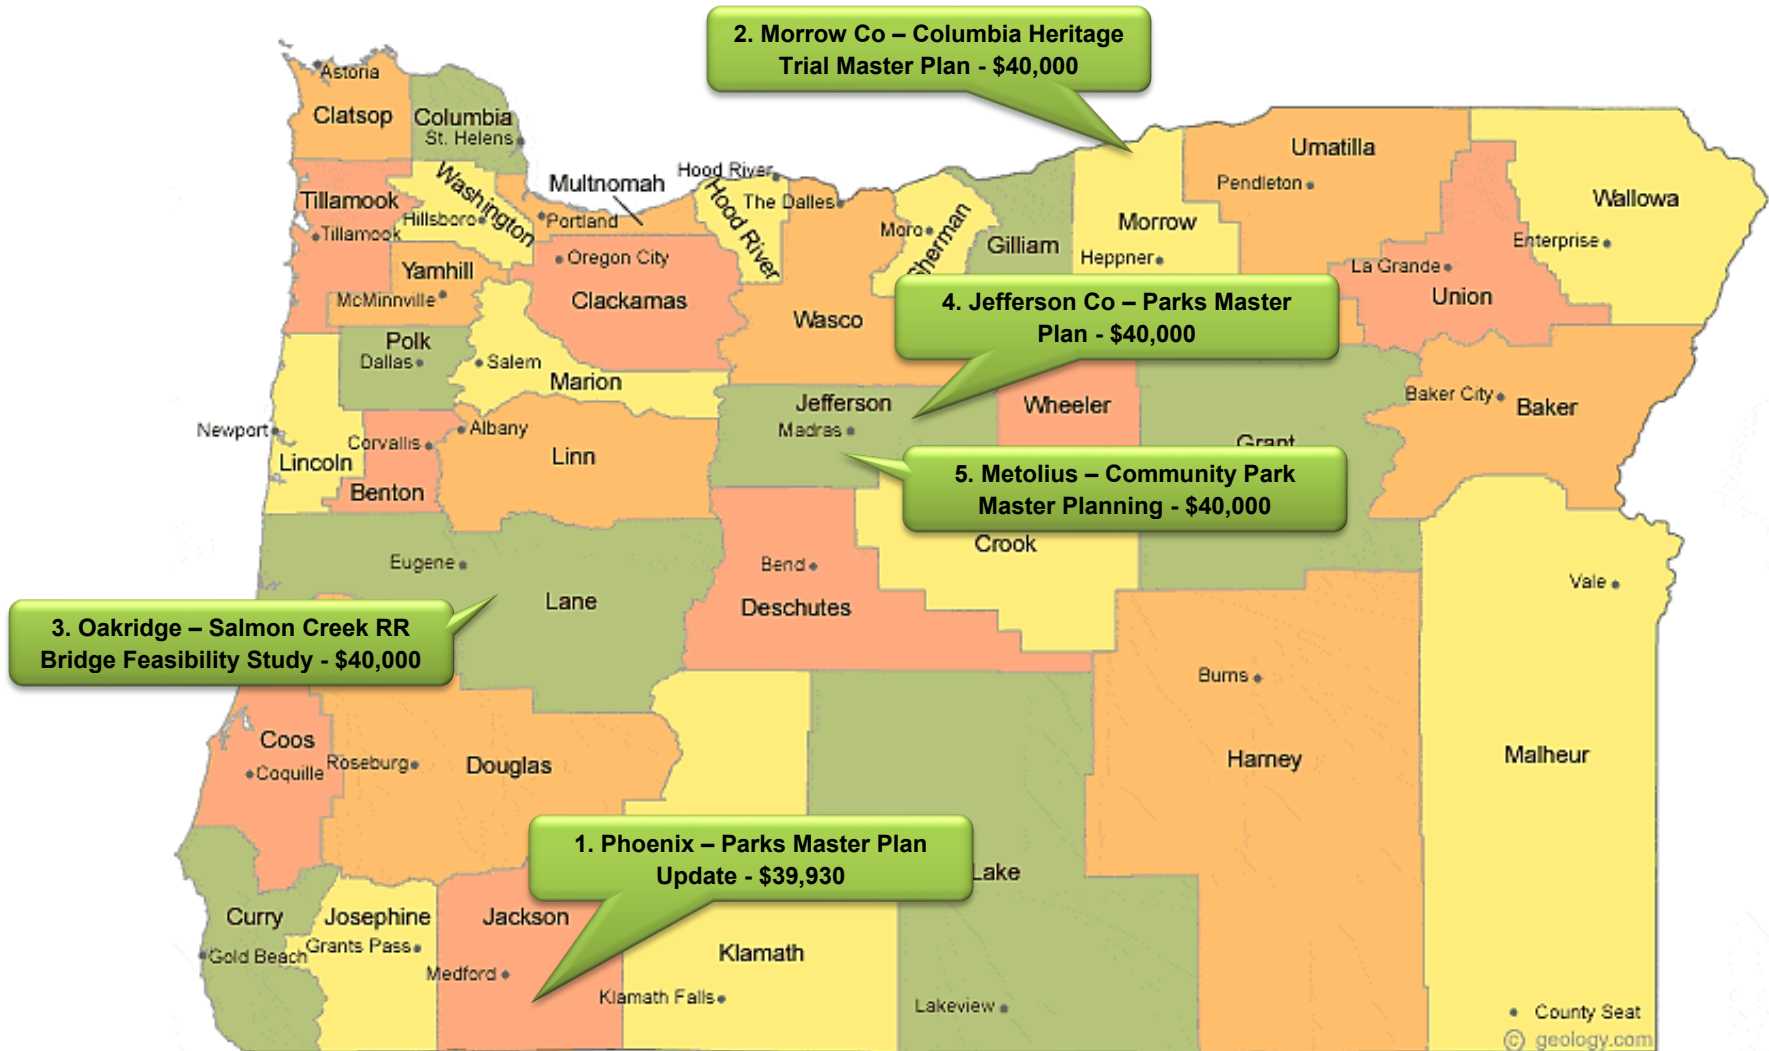 2. Morrow Co – Columbia Heritage
Trial Master Plan - $40,000
Astoria
Clatsop
Columbia
St. Helens
Umatilla
Pendleton
Wallowa
Enterprise
Hood River
Multnomah
Washington
Hillsboro
Portland
Hood River
The Dalles
Tillamook
Tillamook
Moro
Sherman
Gilliam
Morrow
Heppner
La Grande
Union
Yamhill
McMinnville
Oregon City
Clackamas
Wasco
4. Jefferson Co – Parks Master
Plan - $40,000
Polk
Dallas
Salem
Marion
Jefferson
Madras
Wheeler
Baker City
Baker
Newport
Lincoln
Corvallis
Benton
Albany
Linn
Grant
5. Metolius – Community Park
Master Planning - $40,000
Crook
Eugene
Lane
Bend
Deschutes
Vale
3. Oakridge – Salmon Creek RR
Bridge Feasibility Study - $40,000
Burns
Coos
Coquille
Roseburg
Douglas
Harney
Malheur
1. Phoenix – Parks Master Plan
Update - $39,930
Lake
Curry
Gold Beach
Josephine
Grants Pass
Jackson
Medford
Klamath
Klamath Falls
Lakeview
County Seat
© geology.com